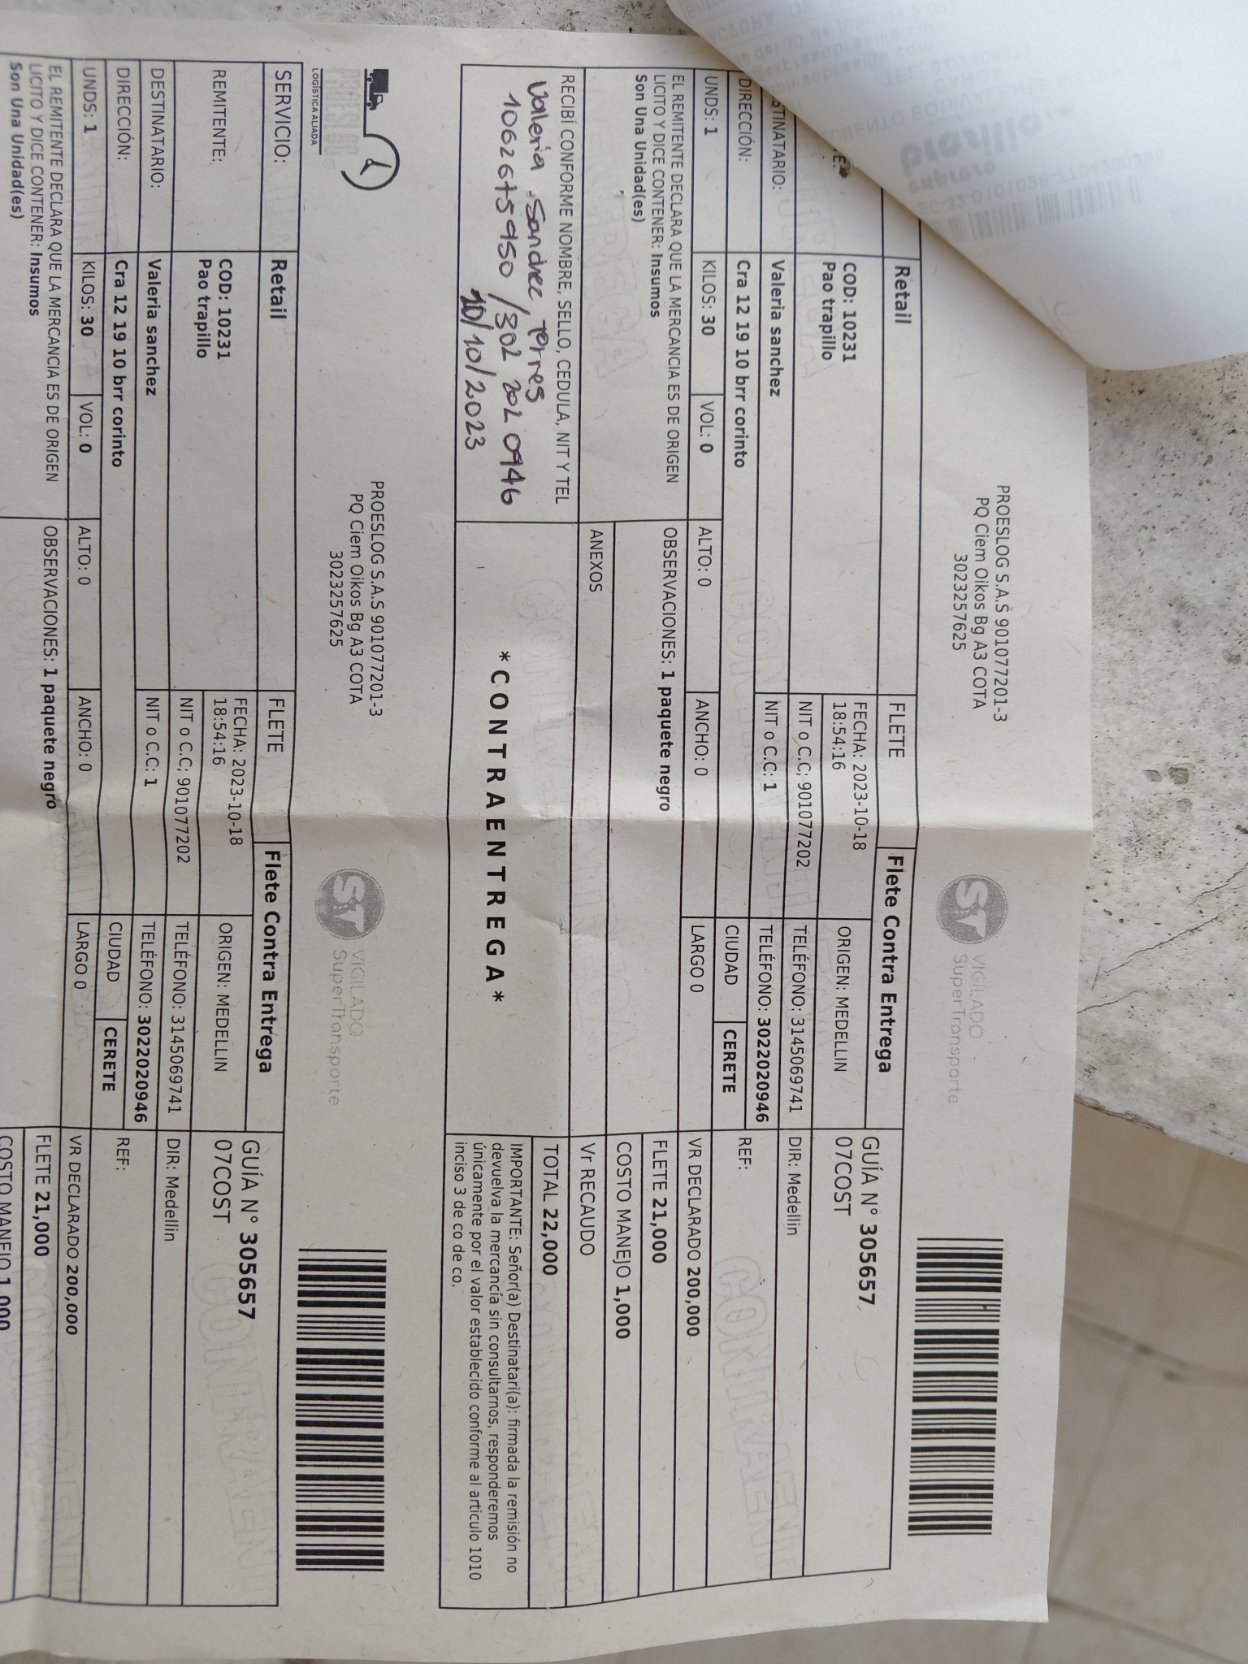 PROESLOG S.A.S 901077201-3
PQ Ciem Oikos Bg A3 COTA
3023257625
VIGILADO
SuperTransporte
Retail
FLETE
Flete Contra Entrega
GUÍA N° 305657
07COST
COD: 10231
Pao trapillo
FECHA: 2023-10-18
18:54:16
ORIGEN: MEDELLIN
NIT o C.C: 901077202
TELÉFONO: 3145069741
DIR: Medellin
STINATARIO:
Valeria sanchez
NIT o C.C: 1
TELÉFONO: 3022020946
DIRECCIÓN:
Cra 12 19 10 brr corinto
CIUDAD
CERETE
REF:
UNDS: 1
KILOS: 30
VOL: 0
ALTO: 0
ANCHO: 0
LARGO 0
VR DECLARADO 200,000
EL REMITENTE DECLARA QUE LA MERCANCIA ES DE ORIGEN
LICITO Y DICE CONTENER: Insumos
Son Una Unidad(es)
OBSERVACIONES: 1 paquete negro
FLETE 21,000
COSTO MANEJO 1,000
RECIBÍ CONFORME NOMBRE, SELLO, CEDULA, NIT Y TEL
ANEXOS
Vr RECAUDO
TOTAL 22,000
Valeria Sandrec torres
1062675950 /302 202 0946
20/10/2023
*CONTRAENTREGA*
IMPORTANTE: Señor(a) Destinatari(a): firmada la remisión no
devuelva la mercancía sin consultarnos, responderemos
únicamente por el valor establecido conforme al articulo 1010
inciso 3 de co de co.
LOGÍSTICA ALIADA
PROESLOG S.A.S 901077201-3
PQ Ciem Oikos Bg A3 COTA
3023257625
VIGILADO
SuperTransporte
SERVICIO:
Retail
FLETE
Flete Contra Entrega
GUÍA N° 305657
07COST
REMITENTE:
COD: 10231
Pao trapillo
FECHA: 2023-10-18
18:54:16
ORIGEN: MEDELLIN
NIT o C.C: 901077202
TELÉFONO: 3145069741
DIR: Medellin
DESTINATARIO:
Valeria sanchez
NIT o C.C: 1
TELÉFONO: 3022020946
DIRECCIÓN:
Cra 12 19 10 brr corinto
CIUDAD
CERETE
REF:
UNDS: 1
KILOS: 30
VOL: 0
ALTO: 0
ANCHO: 0
LARGO 0
VR DECLARADO 200,000
EL REMITENTE DECLARA QUE LA MERCANCIA ES DE ORIGEN
LICITO Y DICE CONTENER: Insumos
Son Una Unidad(es)
OBSERVACIONES: 1 paquete negro
FLETE 21,000
COSTO MANEJO 1,000